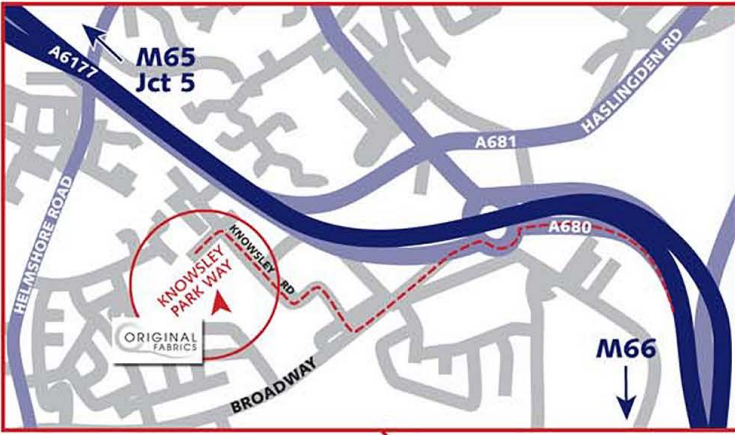 A6177
M65
Jct 5
HASLINGDEN RD
A681
HELMSHORE ROAD
KNOWSLEY RD
A680
KNOWSLEY
PARK WAY
ORIGINAL
FABRICS
M66
BROADWAY